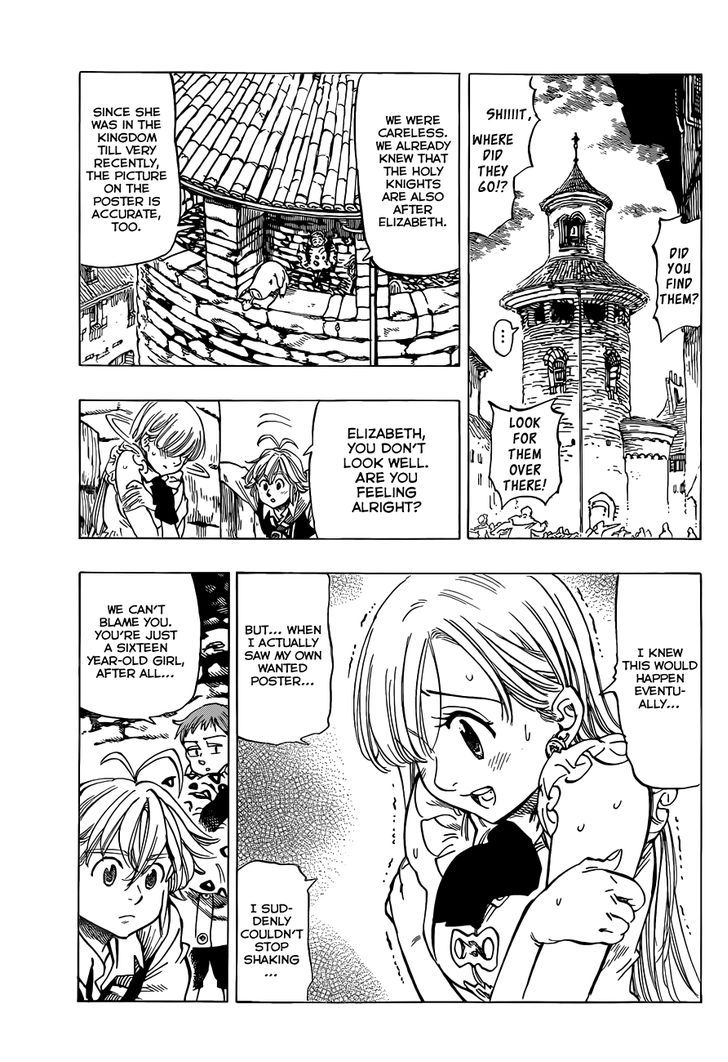 SHIIIIT,
WHERE
DID
THEY
GO!?
DID
YOU
FIND
THEM?
...
LOOK
FOR
THEM
OVER
THERE!
WE WERE
CARELESS.
WE ALREADY
KNEW THAT
THE HOLY
KNIGHTS
ARE ALSO
AFTER
ELIZABETH.
SINCE SHE
WAS IN THE
KINGDOM
TILL VERY
RECENTLY,
THE PICTURE
ON THE
POSTER IS
ACCURATE,
TOO.
ELIZABETH,
YOU DON'T
LOOK WELL.
ARE YOU
FEELING
ALRIGHT?
I KNEW
THIS WOULD
HAPPEN
EVENTU-
ALLY...
BUT... WHEN
I ACTUALLY
SAW MY OWN
WANTED
POSTER...
I SUD-
DENLY
COULDN'T
STOP
SHAKING
...
WE CAN'T
BLAME YOU.
YOU'RE JUST
A SIXTEEN
YEAR-OLD GIRL,
AFTER ALL...